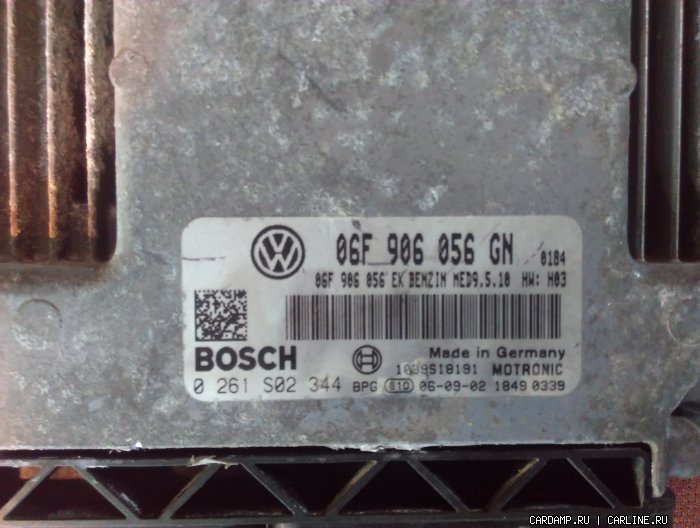 06F 906 056 GN 0184
06F 906 056 EK BENZIN MED9.5.10 HW: H03
BOSCH
Made in Germany
1039S18191 MOTRONIC
0 261 S02 344 BPG 810 06-09-02 1849 0339
CARDAMP.RU | CARLINE.RU